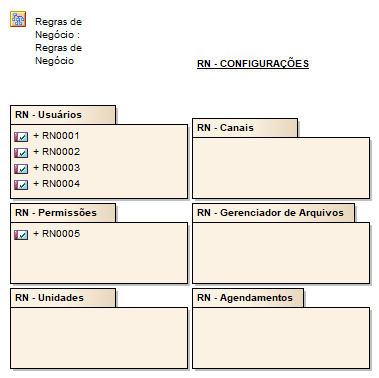 Regras de
Negócio :
Regras de
Negócio
RN - CONFIGURAÇÕES
RN - Usuários
+ RN0001
+ RN0002
+ RN0003
+ RN0004
RN - Canais
RN - Permissões
+ RN0005
RN - Gerenciador de Arquivos
RN - Unidades
RN - Agendamentos